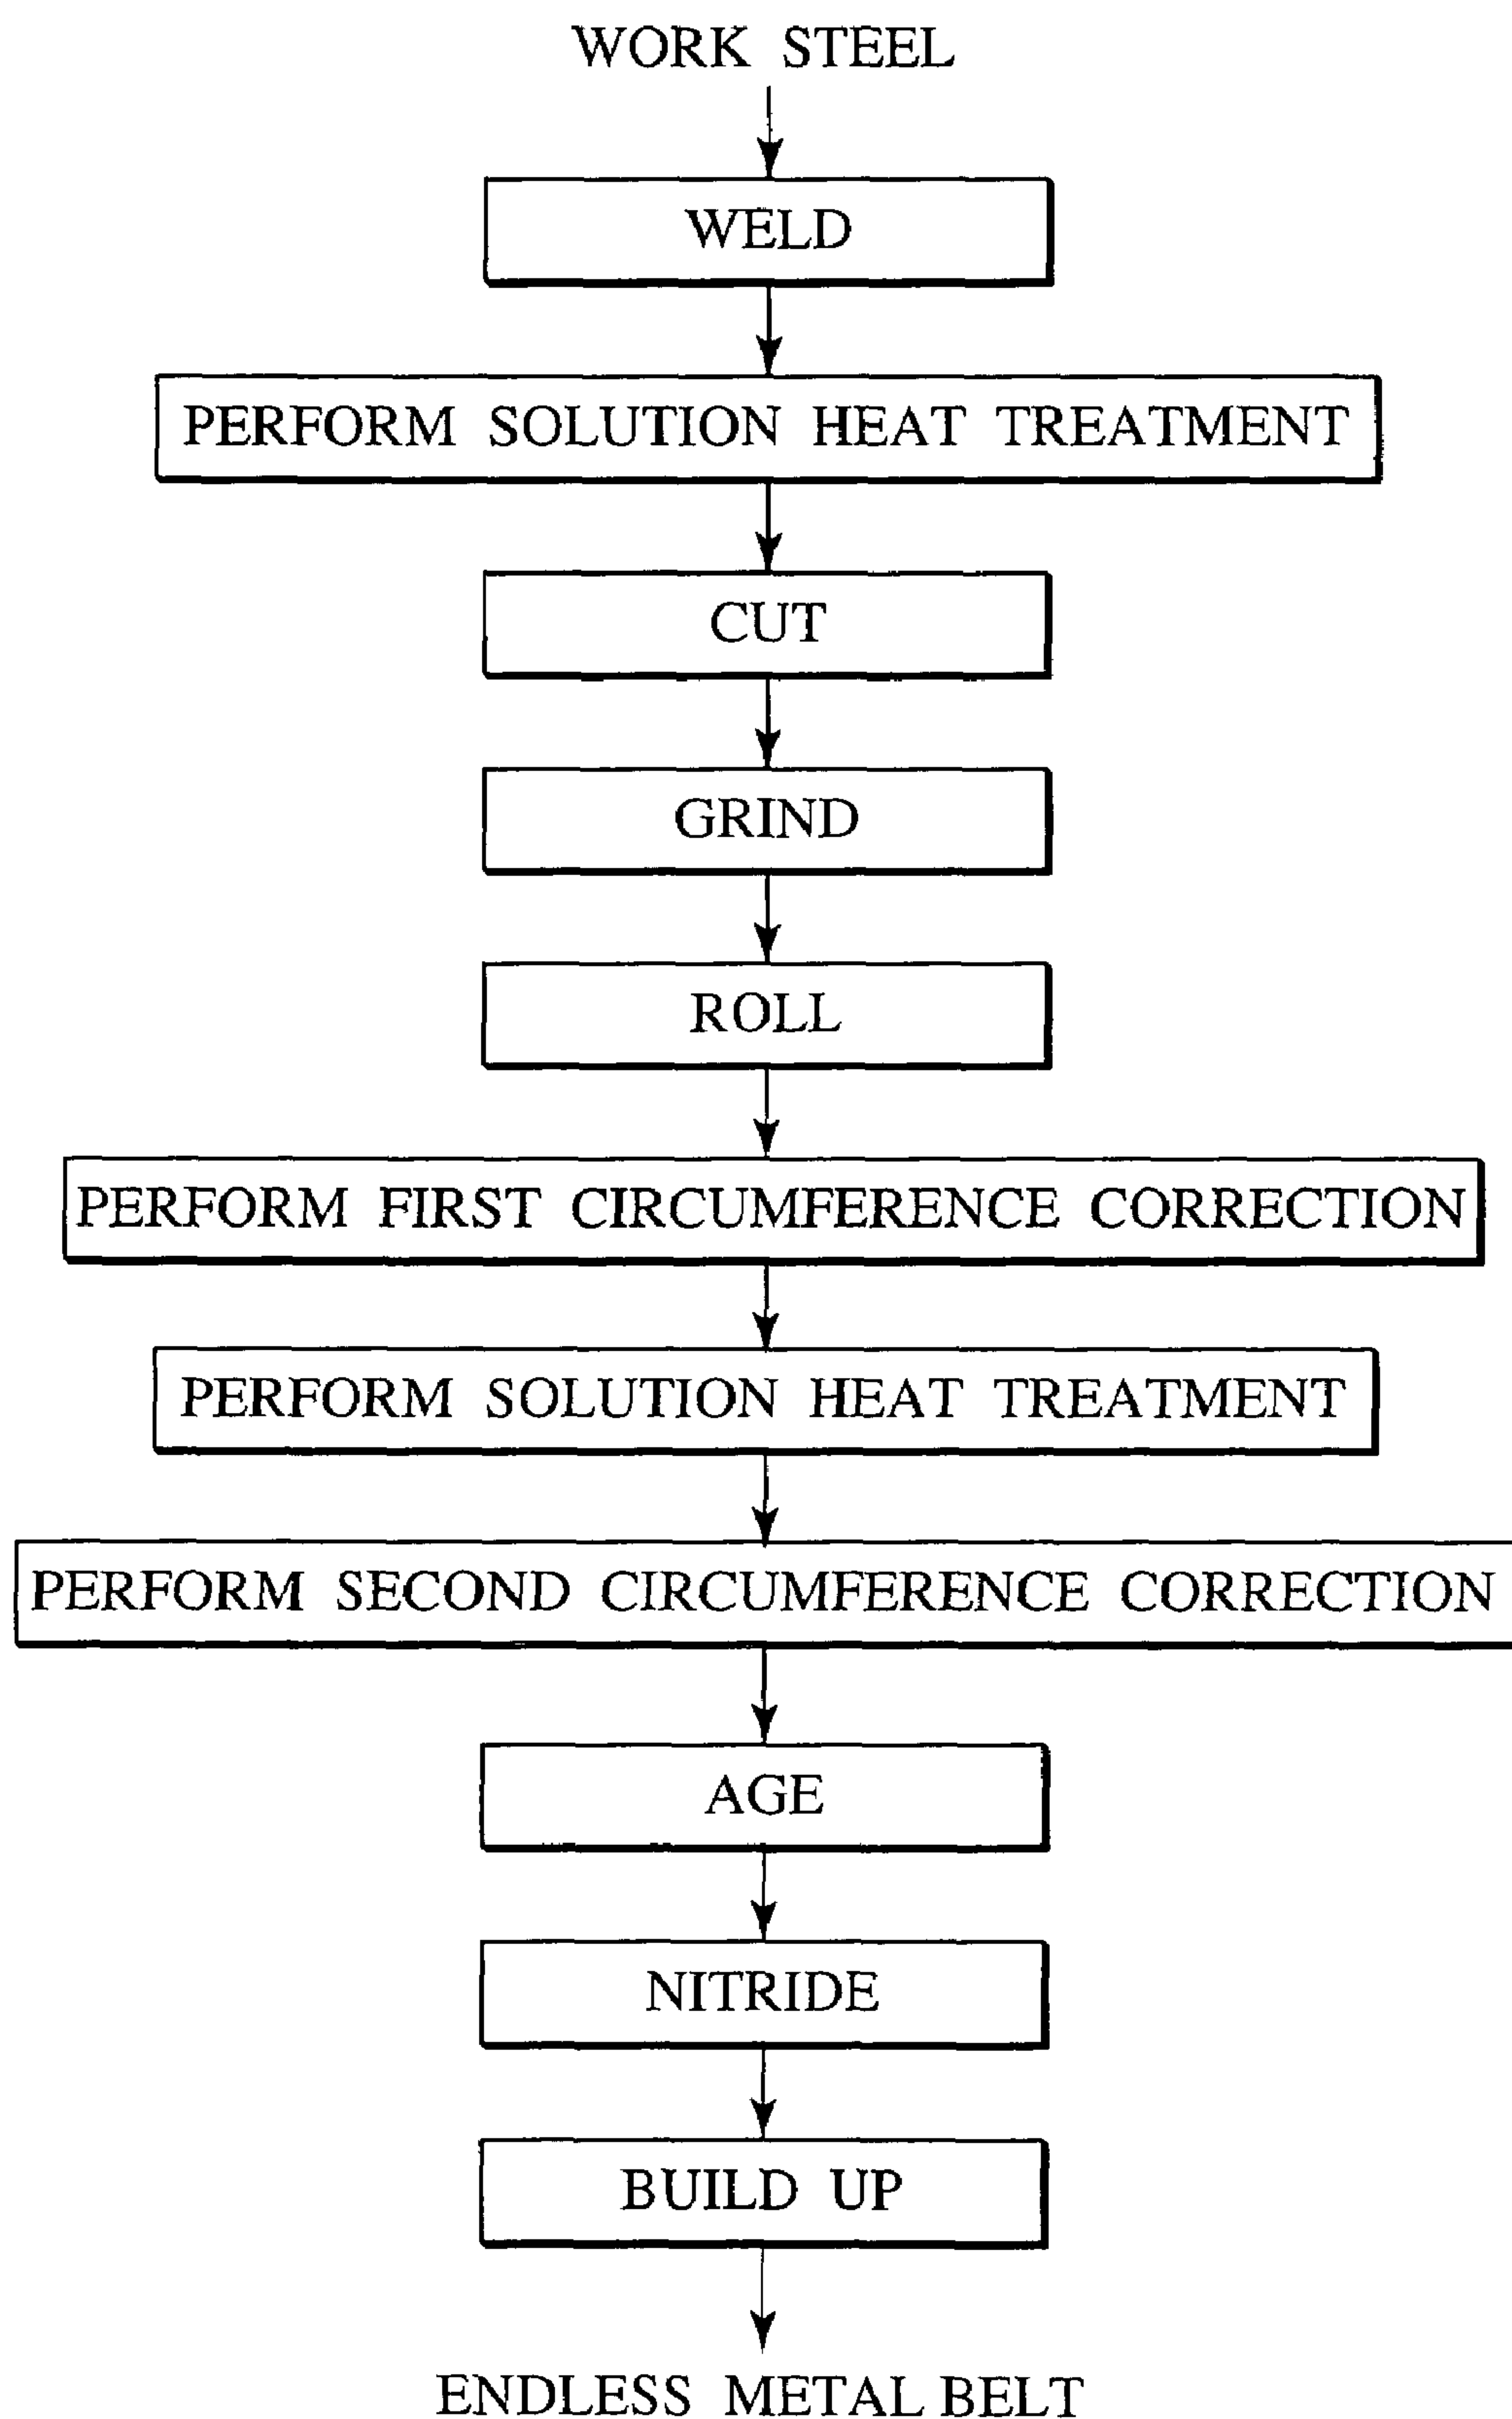 WORK STEEL
WELD
PERFORM SOLUTION HEAT TREATMENT
CUT
GRIND
ROLL
PERFORM FIRST CIRCUMFERENCE CORRECTION
PERFORM SOLUTION HEAT TREATMENT
PERFORM SECOND CIRCUMFERENCE CORRECTION
AGE
NITRIDE
BUILD UP
ENDLESS METAL BELT